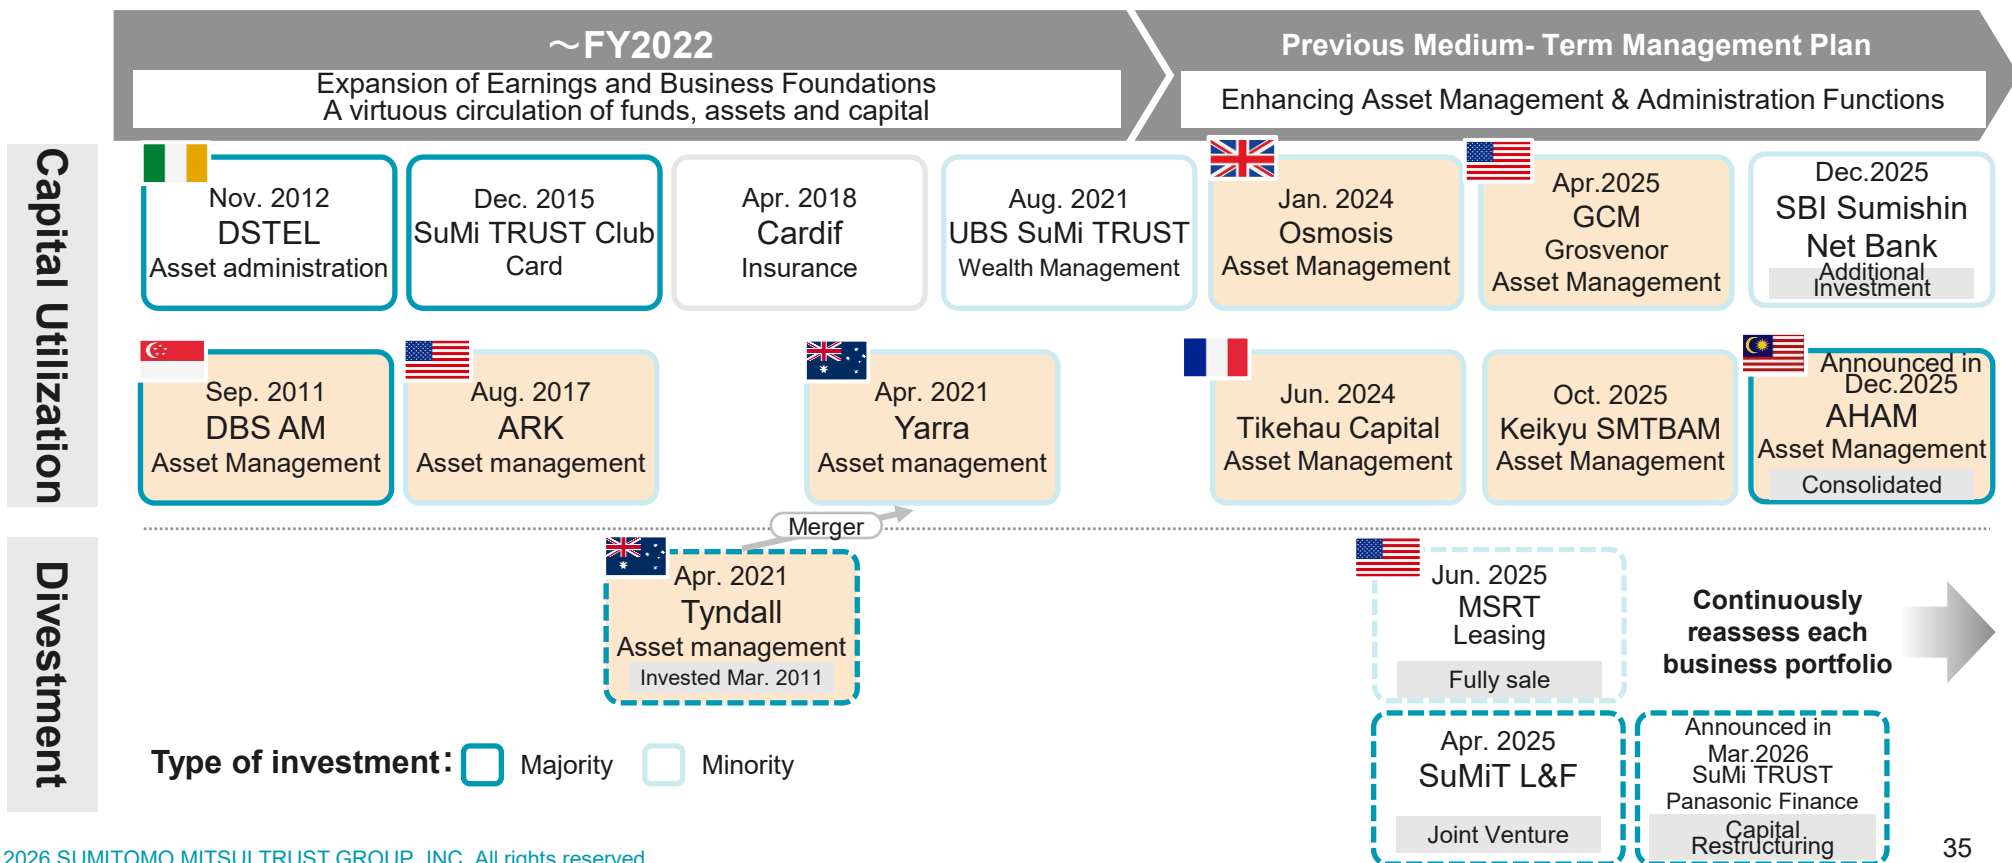 ～FY2022
Expansion of Earnings and Business Foundations
A virtuous circulation of funds, assets and capital
Previous Medium- Term Management Plan
Enhancing Asset Management & Administration Functions
Capital Utilization
Nov. 2012
DSTEL
Asset administration
Dec. 2015
SuMi TRUST Club
Card
Apr. 2018
Cardif
Insurance
Aug. 2021
UBS SuMi TRUST
Wealth Management
Jan. 2024
Osmosis
Asset Management
Apr.2025
GCM
Grosvenor
Asset Management
Dec.2025
SBI Sumishin
Net Bank
Additional
Investment
Sep. 2011
DBS AM
Asset Management
Aug. 2017
ARK
Asset management
Apr. 2021
Yarra
Asset management
Jun. 2024
Tikehau Capital
Asset Management
Oct. 2025
Keikyu SMTBAM
Asset Management
Announced in
Dec.2025
AHAM
Asset Management
Consolidated
Merger
Divestment
Apr. 2021
Tyndall
Asset management
Invested Mar. 2011
Jun. 2025
MSRT
Leasing
Fully sale
Continuously
reassess each
business portfolio
Apr. 2025
SuMiT L&F
Joint Venture
Announced in
Mar.2026
SuMi TRUST
Panasonic Finance
Capital
Restructuring
Type of investment：
Majority
Minority
2026 SUMITOMO MITSUI TRUST GROUP, INC. All rights reserved
35